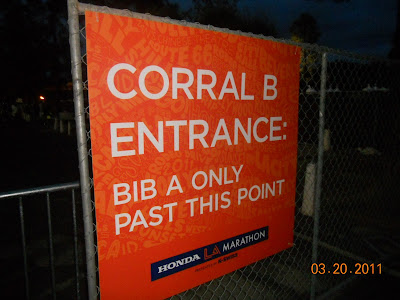 CORRAL B
ENTRANCE:
BIB A ONLY
PAST THIS POINT
HONDA LA MARATHON
03.20.2011